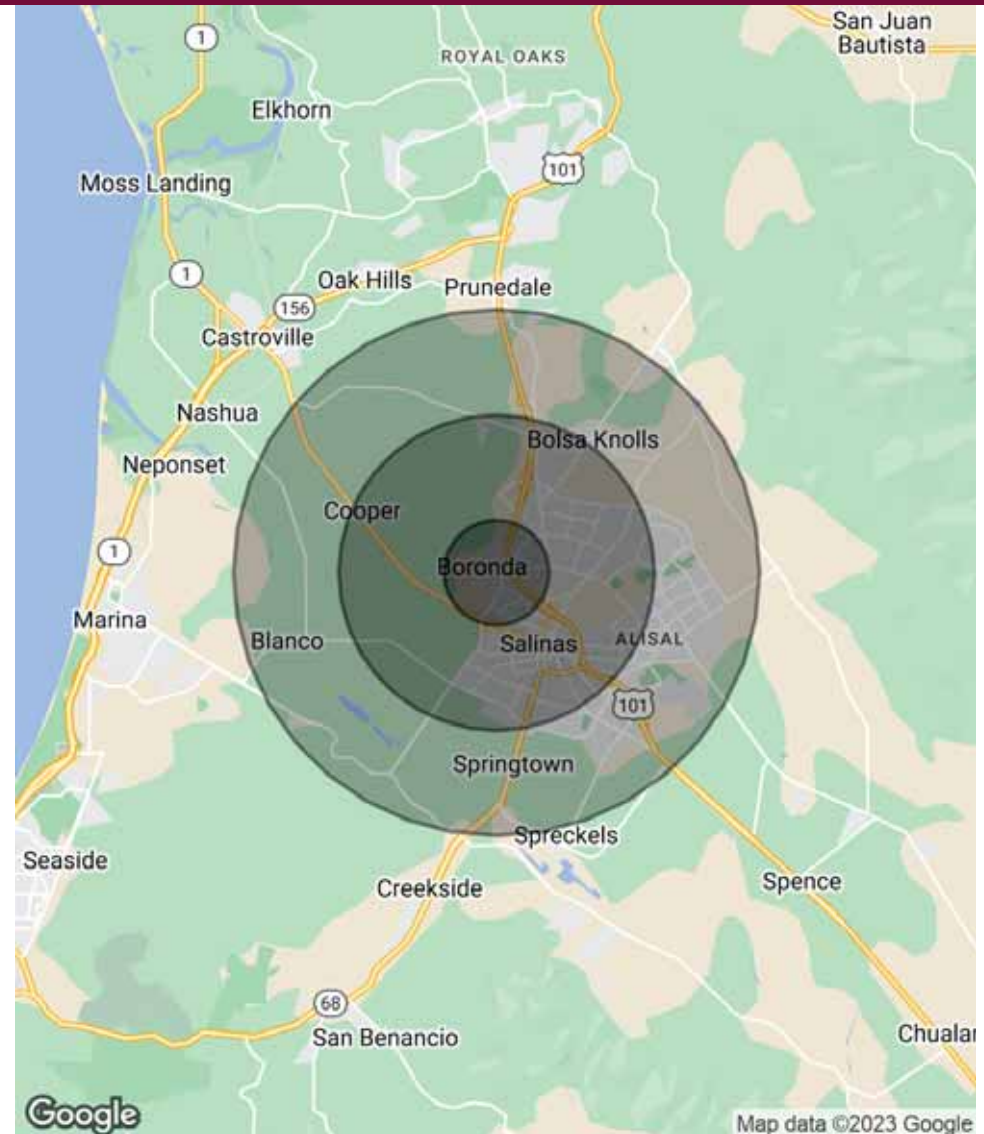 San Juan
Bautista
1
ROYAL OAKS
Elkhorn
101
Moss Landing
1
Oak Hills
Prunedale
156
Castroville
Nashua
Bolsa Knolls
Neponset
Cooper
1
Boronda
Marina
Blanco
Salinas
ALISAL
101
Springtown
Spreckels
Seaside
Creekside
Spence
68
San Benancio
Chualar
Google
Map data ©2023 Google